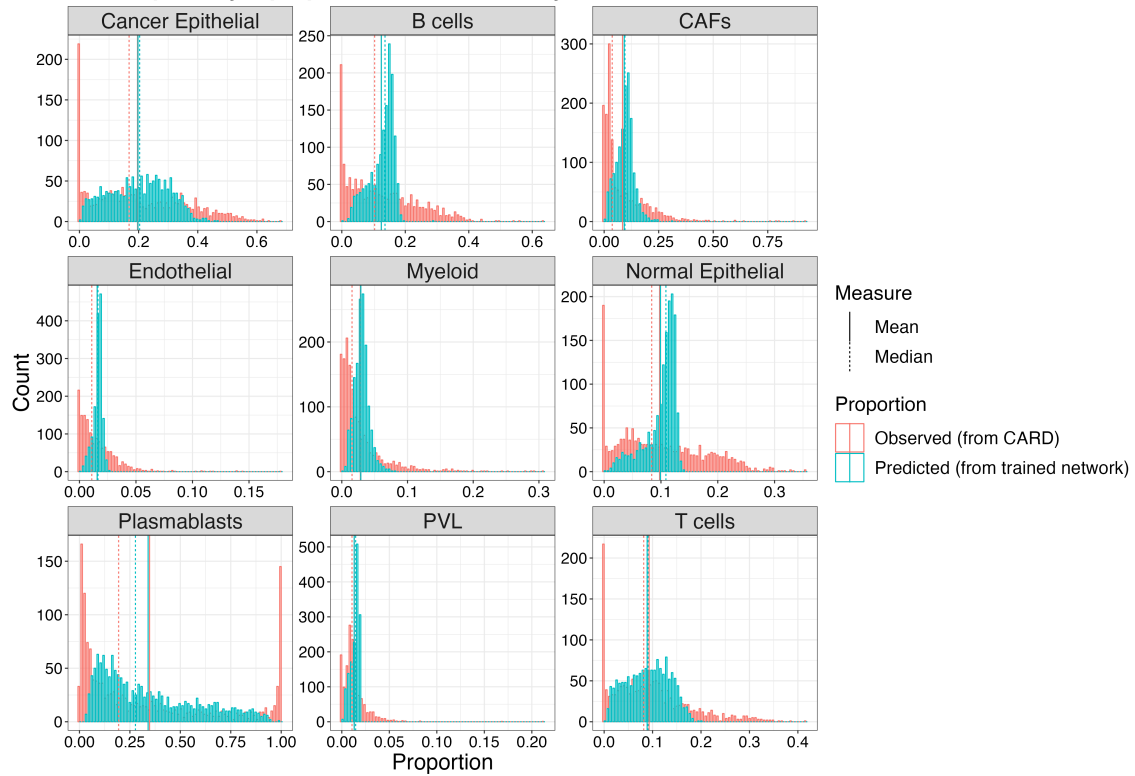 Cancer Epithelial
B cells
CAFs
200
150
100
50
0
0.0 0.2 0.4 0.6
250
200
150
100
50
0
0.0 0.2 0.4 0.6
300
200
100
0
0.00 0.25 0.50 0.75
Endothelial
Myeloid
Normal Epithelial
400
300
200
100
0
0.00 0.05 0.10 0.15
200
100
0
0.0 0.1 0.2 0.3
200
150
100
50
0
0.0 0.1 0.2 0.3
Plasmablasts
PVL
T cells
150
100
50
0
0.00 0.25 0.50 0.75 1.00
500
400
300
200
100
0
0.00 0.05 0.10 0.15 0.20
200
150
100
50
0
0.0 0.1 0.2 0.3 0.4
Count
Proportion
Measure
Mean
Median
Proportion
Observed (from CARD)
Predicted (from trained network)